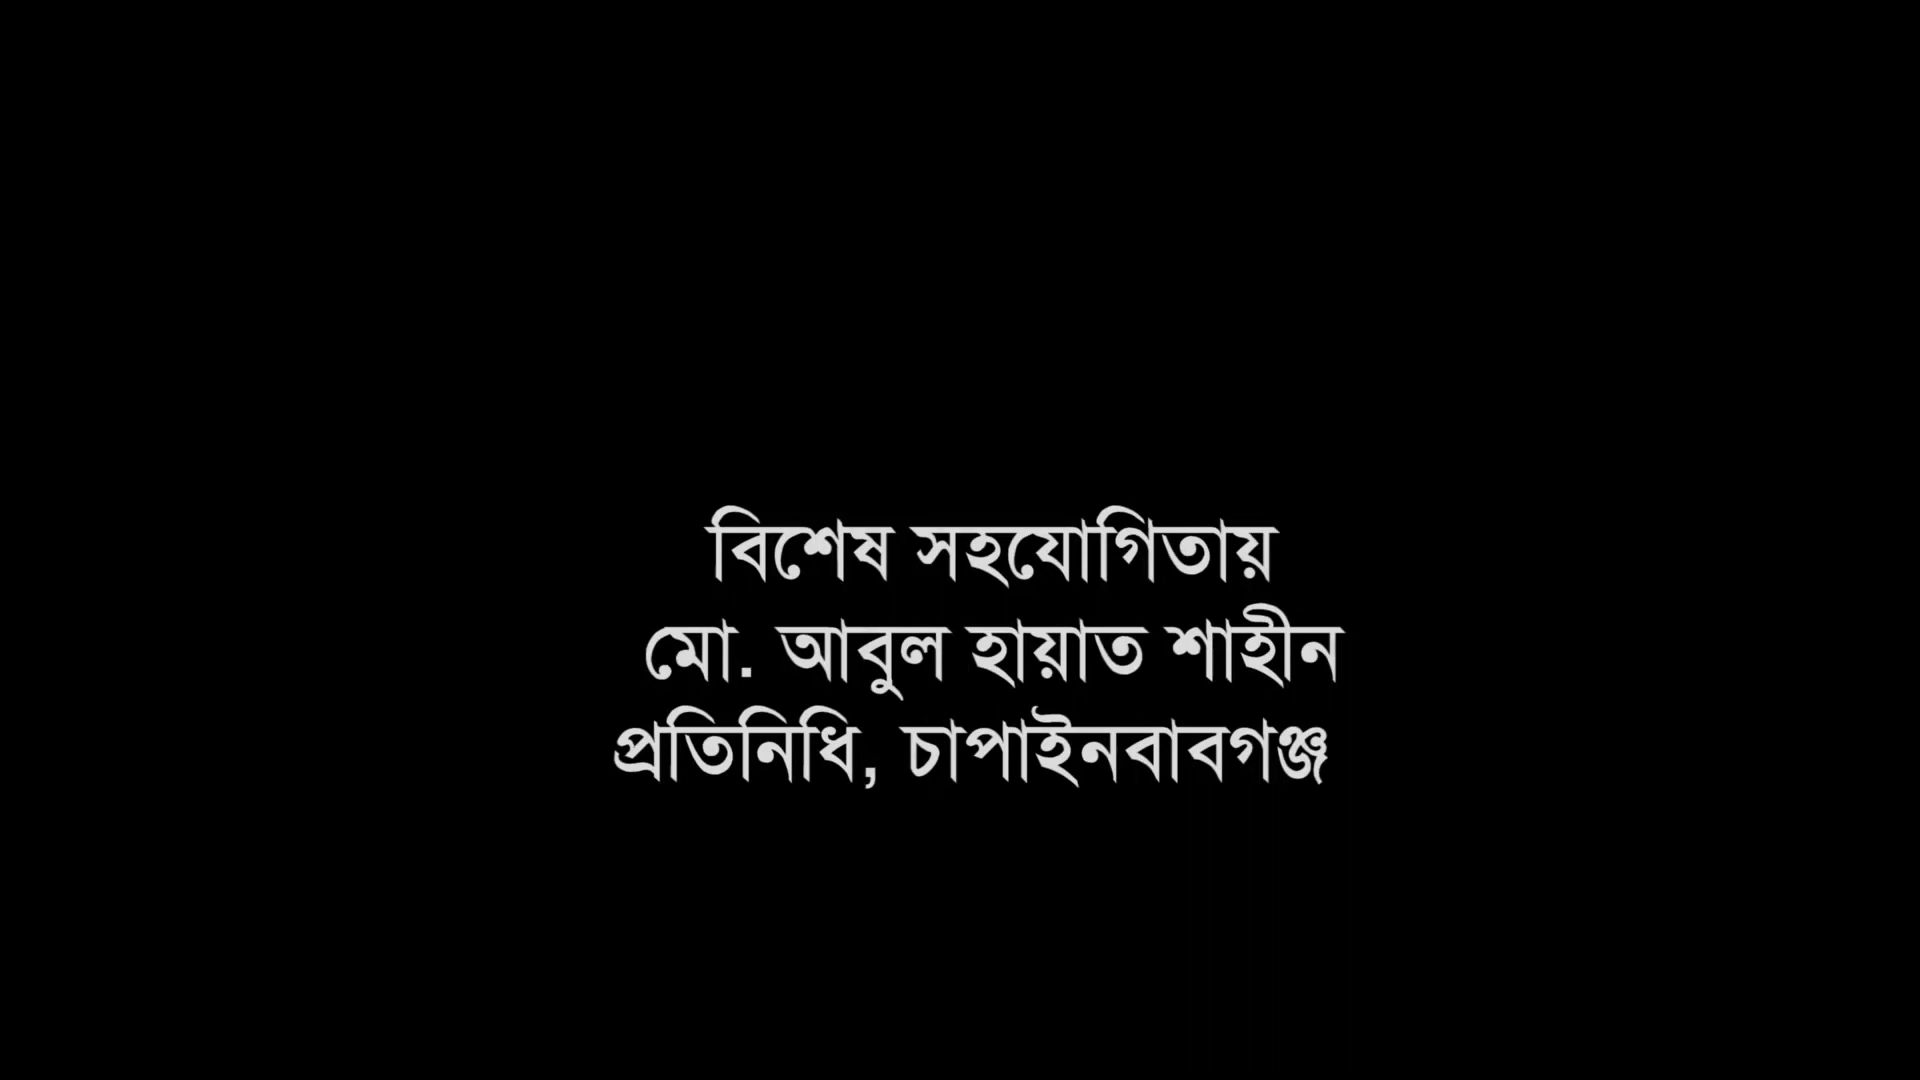 বিশেষ সহযোগিতায়
মো. আবুল হায়াত শাহীন
প্রতিনিধি, চাপাইনবাবগঞ্জ